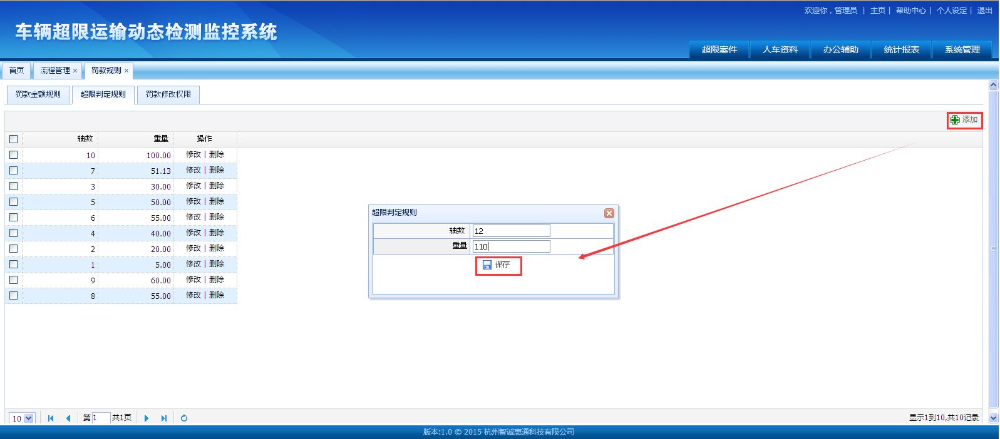 欢迎你，管理员 | 主页 | 帮助中心 | 个人设定 | 退出
车辆超限运输动态检测监控系统
超限案件 人车资料 办公辅助 统计报表 系统管理
首页 流程管理 × 罚款规则 ×
罚款金额规则 超限判定规则 罚款修改权限
添加
轴数 重量 操作
10 100.00 修改 | 删除
7 51.13 修改 | 删除
3 30.00 修改 | 删除
5 50.00 修改 | 删除
6 55.00 修改 | 删除
4 40.00 修改 | 删除
2 20.00 修改 | 删除
1 5.00 修改 | 删除
9 60.00 修改 | 删除
8 55.00 修改 | 删除
超限判定规则
轴数 12
重量 110
保存
10 第 1 共1页 显示1到10,共10记录
版本:1.0 © 2015 杭州智诚惠通科技有限公司